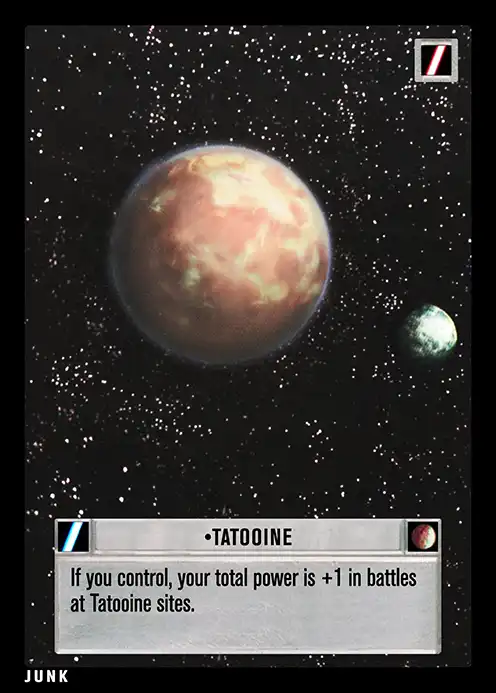 •TATOOINE
If you control, your total power is +1 in battles
at Tatooine sites.
JUNK